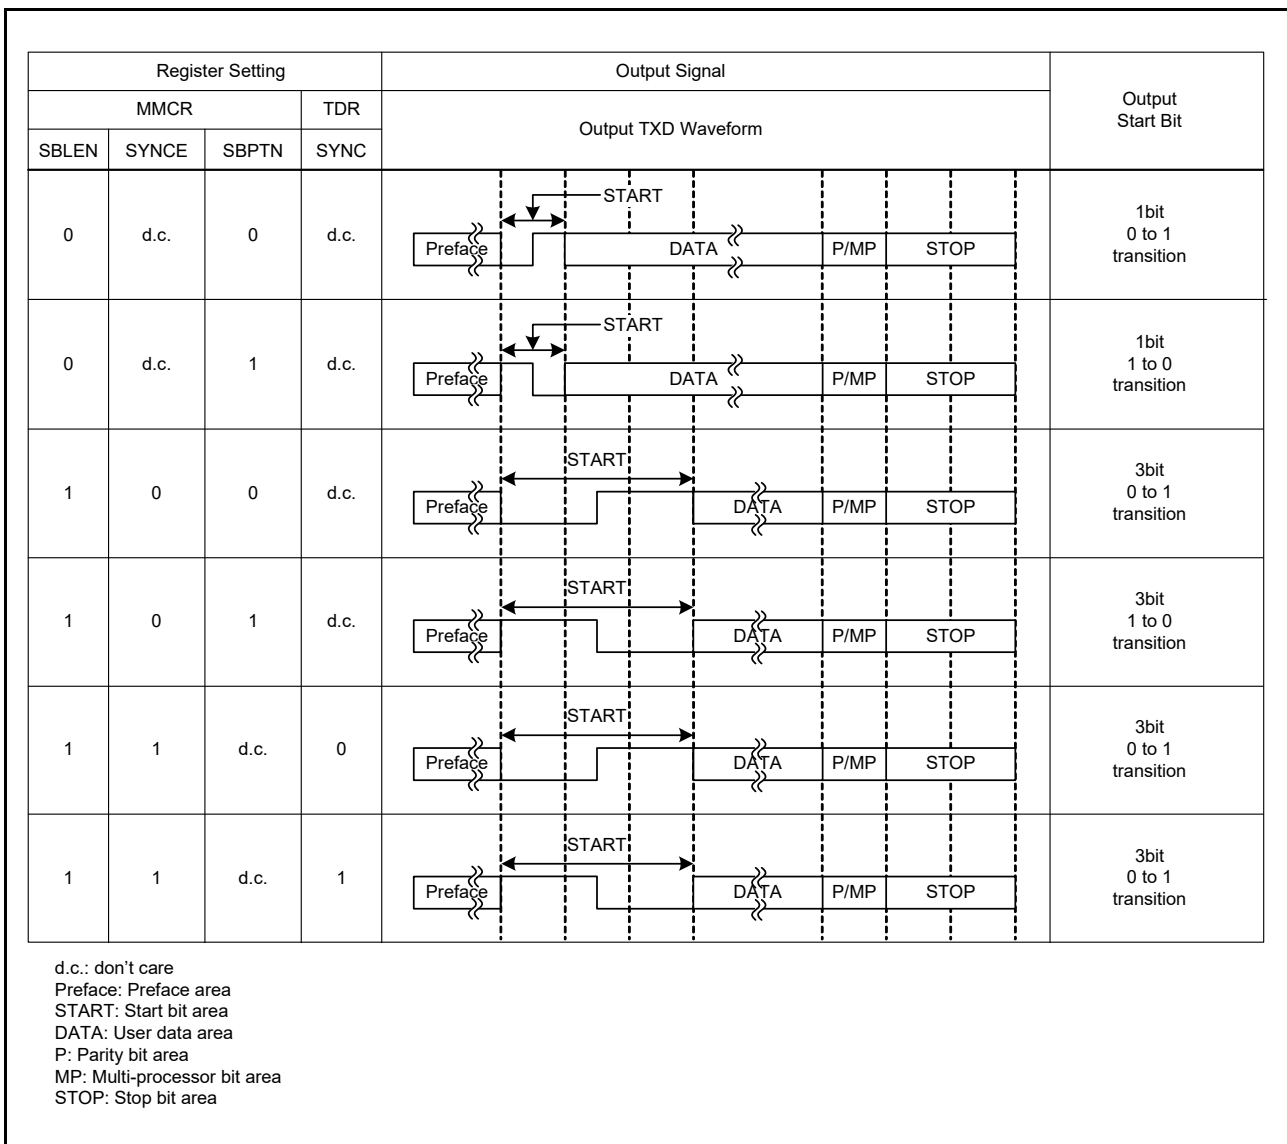 Register Setting
Output Signal
Output
Start Bit
MMCR
TDR
Output TXD Waveform
SBLEN
SYNCE
SBPTN
SYNC
0
d.c.
0
d.c.
START
Preface
DATA
P/MP
STOP
1bit
0 to 1
transition
0
d.c.
1
d.c.
START
Preface
DATA
P/MP
STOP
1bit
1 to 0
transition
1
0
0
d.c.
START
Preface
DATA
P/MP
STOP
3bit
0 to 1
transition
1
0
1
d.c.
START
Preface
DATA
P/MP
STOP
3bit
1 to 0
transition
1
1
d.c.
0
START
Preface
DATA
P/MP
STOP
3bit
0 to 1
transition
1
1
d.c.
1
START
Preface
DATA
P/MP
STOP
3bit
0 to 1
transition
d.c.: don’t care
Preface: Preface area
START: Start bit area
DATA: User data area
P: Parity bit area
MP: Multi-processor bit area
STOP: Stop bit area